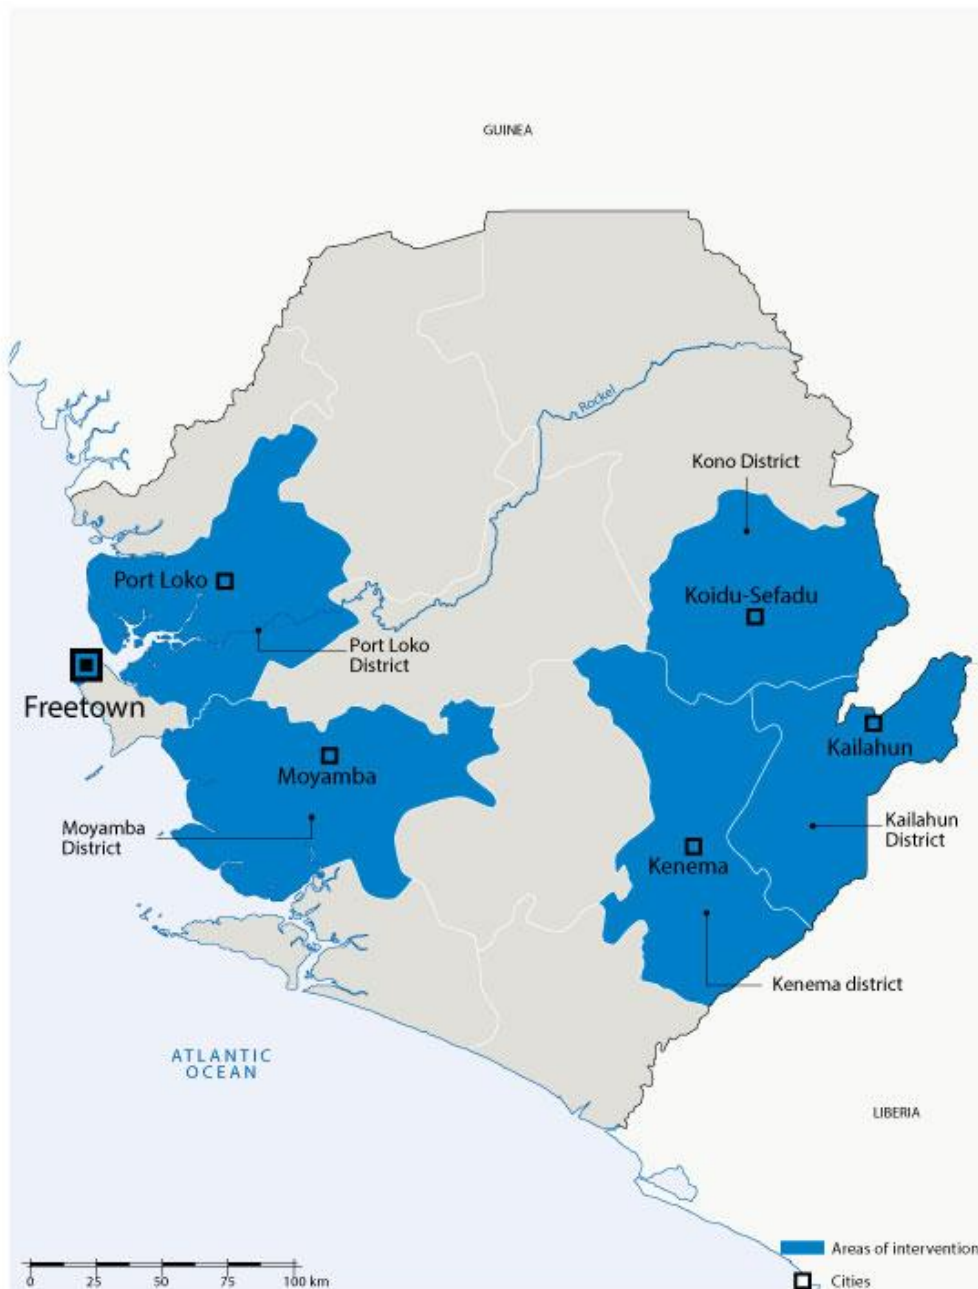 GUINEA
Rockel
Kono District
Port Loko
Koidu-Sefadu
Port Loko
District
Freetown
Kailahun
Moyamba
Moyamba
District
Kailahun
District
Kenema
Kenema district
ATLANTIC
OCEAN
LIBERIA
Areas of intervention
0 25 50 75 100 km
Cities